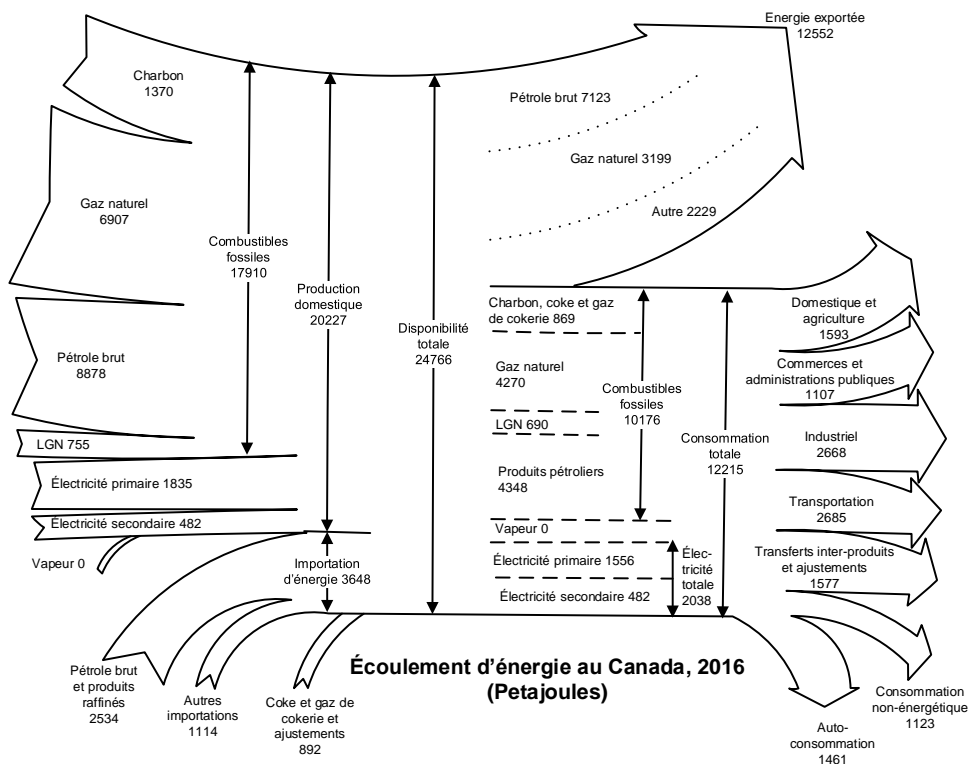 Energie exportée
12552
Charbon
1370
Pétrole brut 7123
Gaz naturel 3199
Gaz naturel
6907
Autre 2229
Combustibles
fossiles
17910
Production
domestique
20227
Disponibilité
totale
24766
Charbon, coke et gaz
de cokerie 869
Domestique et
agriculture
1593
Pétrole brut
8878
Gaz naturel
4270
Combustibles
fossiles
10176
Commerces et
administrations publiques
1107
LGN 755
LGN 690
Consommation
totale
12215
Industriel
2668
Électricité primaire 1835
Produits pétroliers
4348
Transportation
2685
Électricité secondaire 482
Vapeur 0
Vapeur 0
Importation
d’énergie 3648
Électricité primaire 1556
Élec-
tricité
totale
2038
Transferts inter-produits
et ajustements
1577
Électricité secondaire 482
Pétrole brut
et produits
raffinés
2534
Autres
importations
1114
Coke et gaz de
cokerie et
ajustements
892
Écoulement d’énergie au Canada, 2016
(Petajoules)
Consommation
non-énergétique
1123
Auto-
consommation
1461